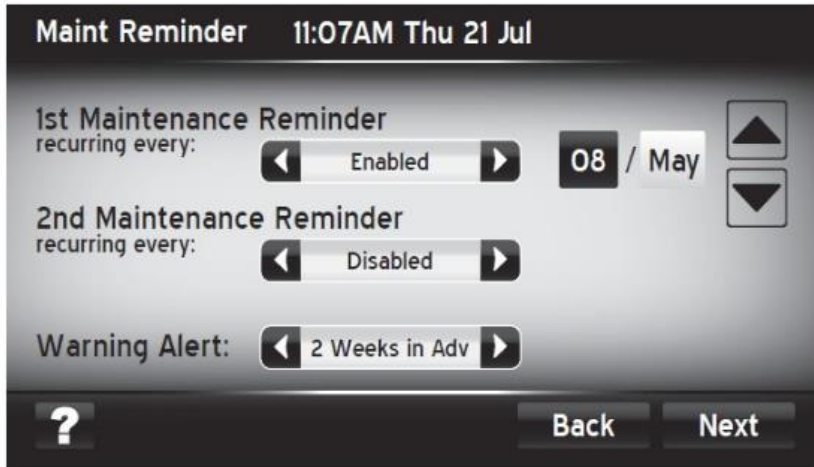 Maint Reminder 11:07AM Thu 21 Jul
1st Maintenance Reminder
recurring every:
Enabled
08 / May
2nd Maintenance Reminder
recurring every:
Disabled
Warning Alert:
2 Weeks in Adv
?
Back
Next